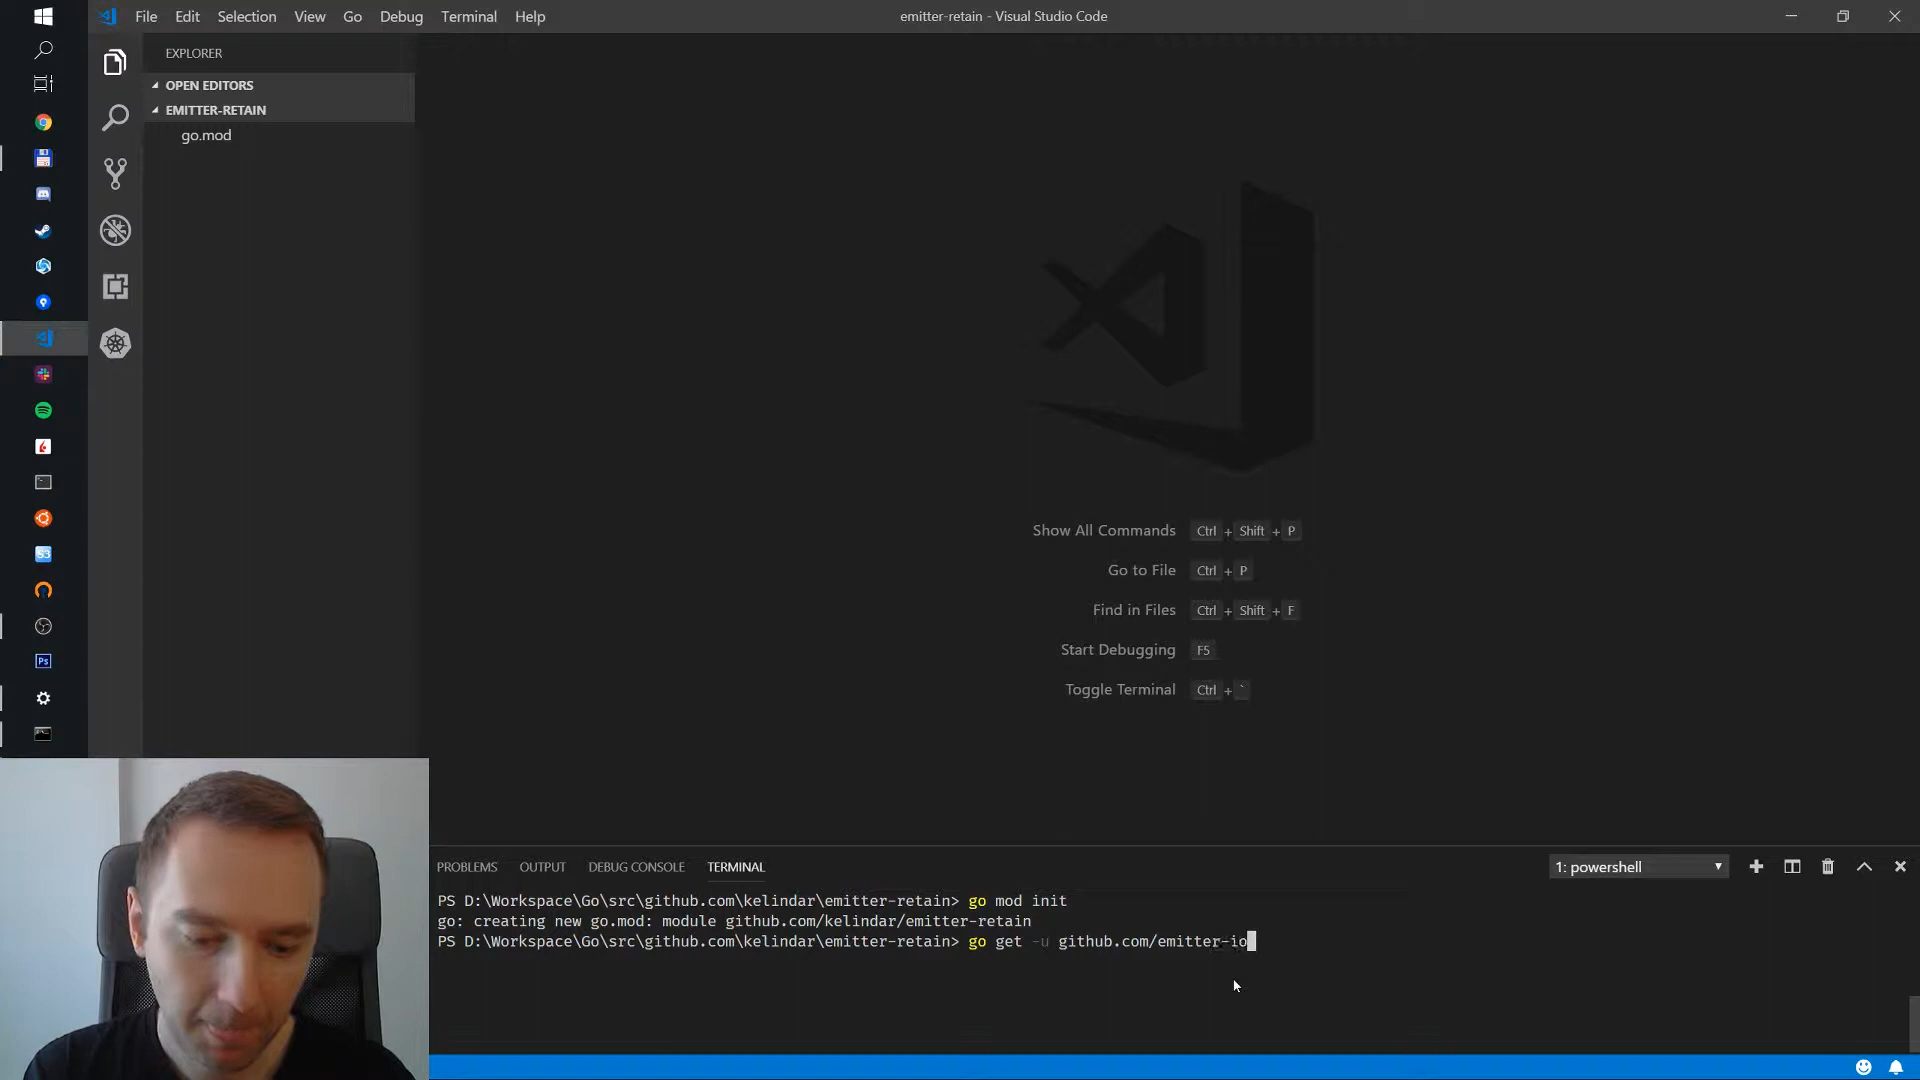 File Edit Selection View Go Debug Terminal Help
emitter-retain - Visual Studio Code
EXPLORER
OPEN EDITORS
EMITTER-RETAIN
go.mod
Show All Commands Ctrl + Shift + P
Go to File Ctrl + P
Find in Files Ctrl + Shift + F
Start Debugging F5
Toggle Terminal Ctrl + `
PROBLEMS OUTPUT DEBUG CONSOLE TERMINAL
1: powershell
PS D:\Workspace\Go\src\github.com\kelindar\emitter-retain> go mod init
go: creating new go.mod: module github.com/kelindar/emitter-retain
PS D:\Workspace\Go\src\github.com\kelindar\emitter-retain> go get -u github.com/emitter-io
S3
Ps